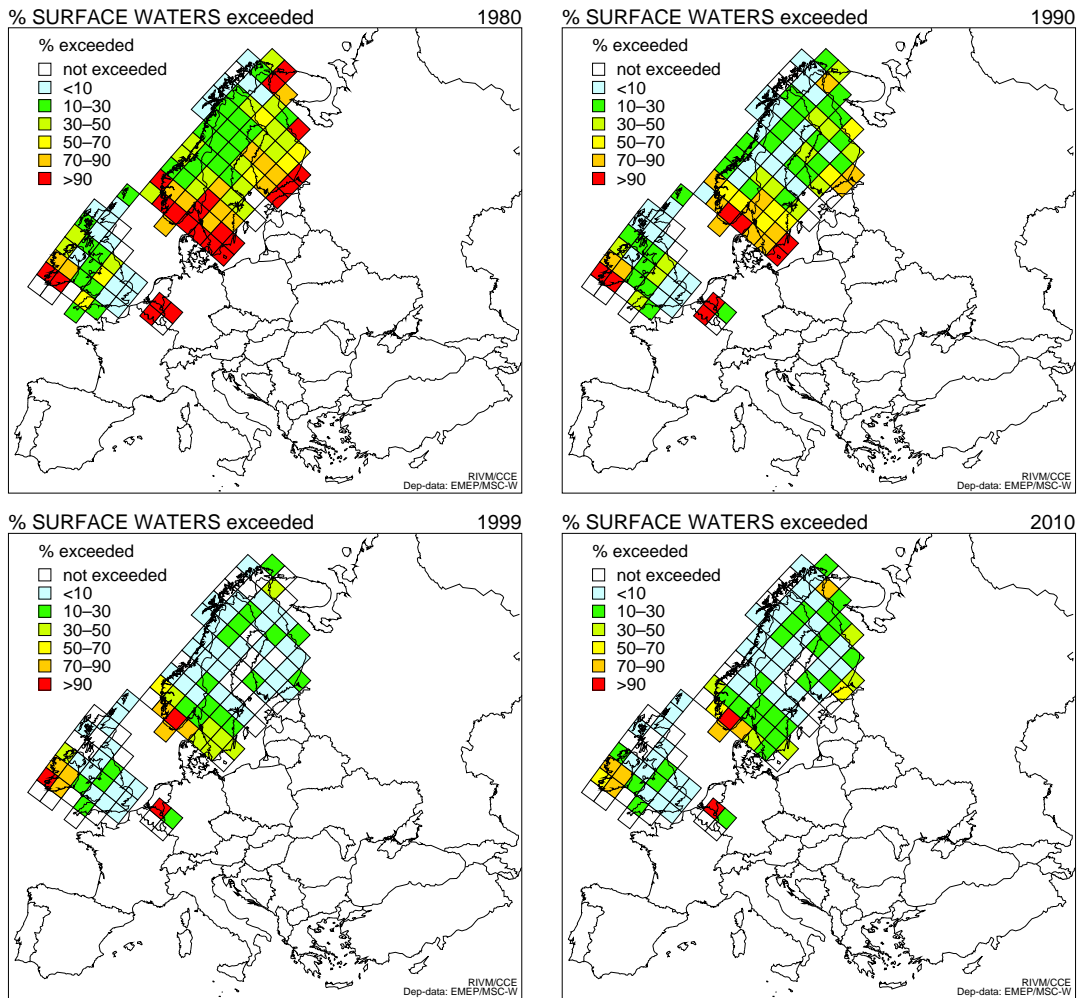 % SURFACE WATERS exceeded 1980
% exceeded
not exceeded
<10
10–30
30–50
50–70
70–90
>90
RIVM/CCE
Dep-data: EMEP/MSC-W
% SURFACE WATERS exceeded 1990
% exceeded
not exceeded
<10
10–30
30–50
50–70
70–90
>90
RIVM/CCE
Dep-data: EMEP/MSC-W
% SURFACE WATERS exceeded 1999
% exceeded
not exceeded
<10
10–30
30–50
50–70
70–90
>90
RIVM/CCE
Dep-data: EMEP/MSC-W
% SURFACE WATERS exceeded 2010
% exceeded
not exceeded
<10
10–30
30–50
50–70
70–90
>90
RIVM/CCE
Dep-data: EMEP/MSC-W